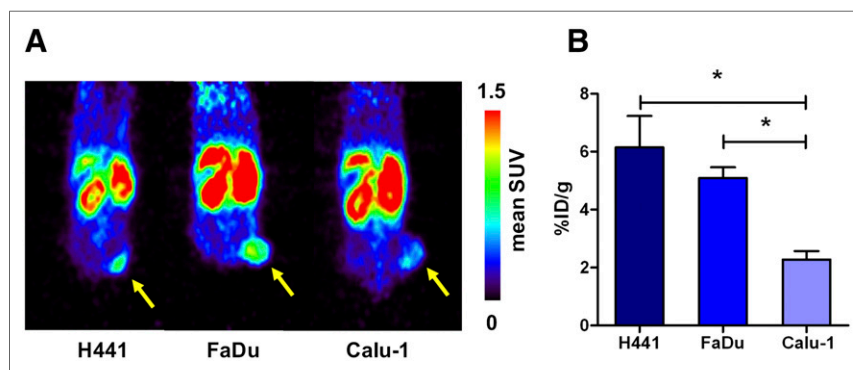 A
B
1.5
mean SUV
0
H441
FaDu
Calu-1
%ID/g
8
6
4
2
0
*
*
H441
FaDu
Calu-1